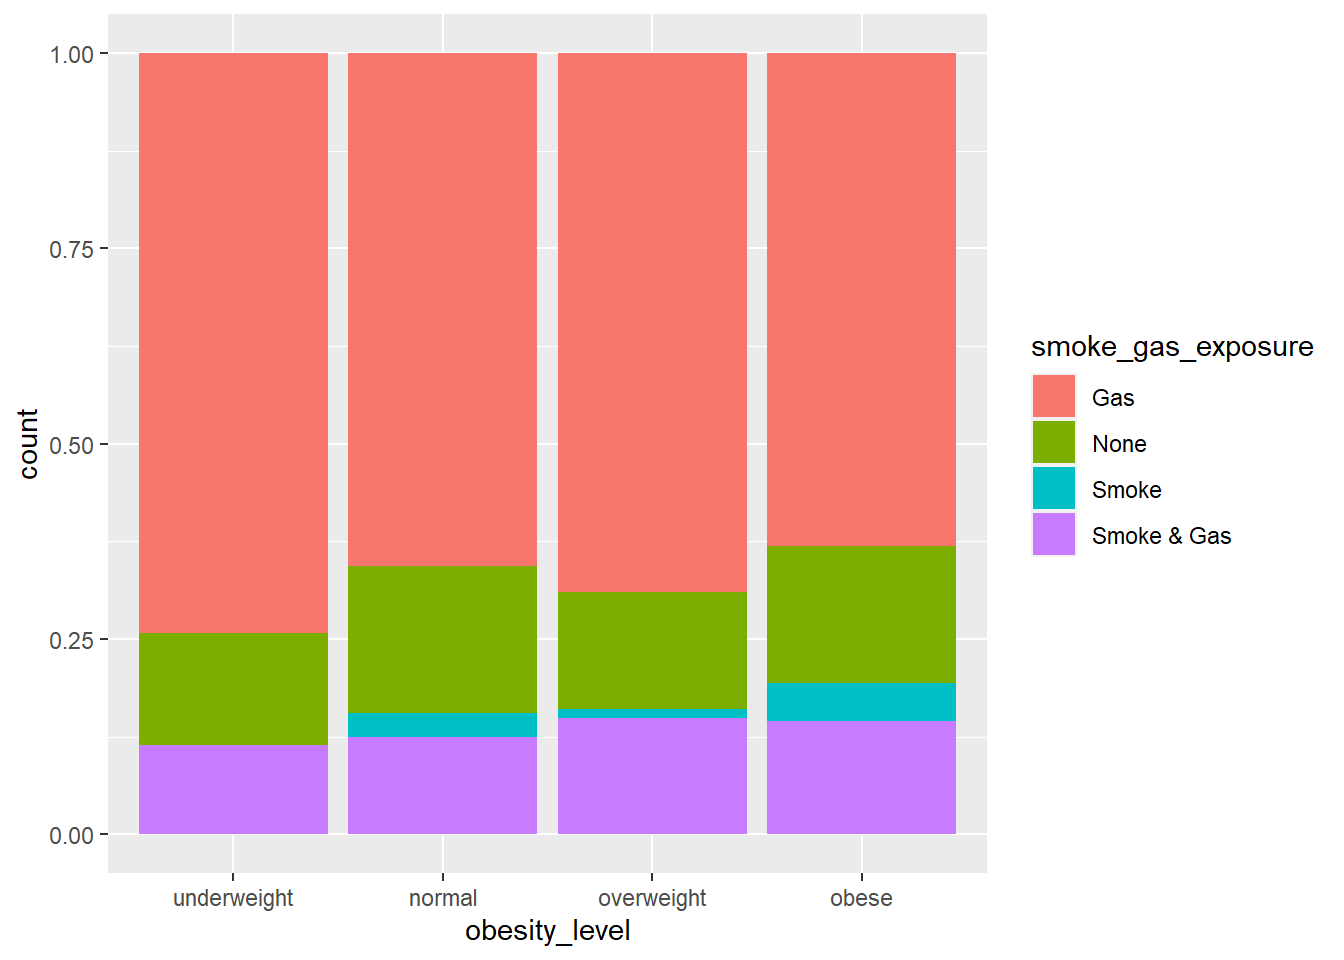 1.00
0.75
0.50
0.25
0.00
count
underweight normal overweight obese
obesity_level
smoke_gas_exposure
Gas
None
Smoke
Smoke & Gas